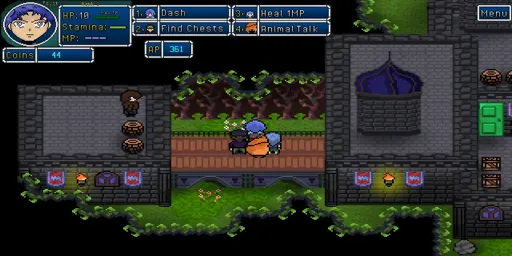 HP:10
Stamina:
MP: ---
Coins 44
1. Dash
2. Find Chests
3. Heal 1MP
4. Animal Talk
AP 361
Menu